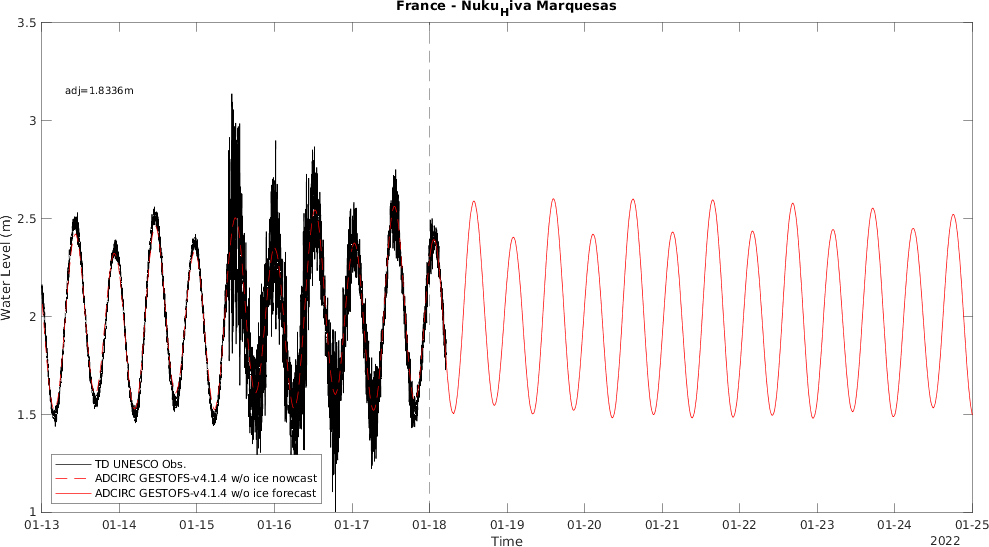 France - Nuku_Hiva Marquesas
adj=1.8336m
3.5
3
2.5
2
1.5
1
Water Level (m)
TD UNESCO Obs.
ADCIRC GESTOFS-v4.1.4 w/o ice nowcast
ADCIRC GESTOFS-v4.1.4 w/o ice forecast
01-13 01-14 01-15 01-16 01-17 01-18 01-19 01-20 01-21 01-22 01-23 01-24 01-25
Time
2022